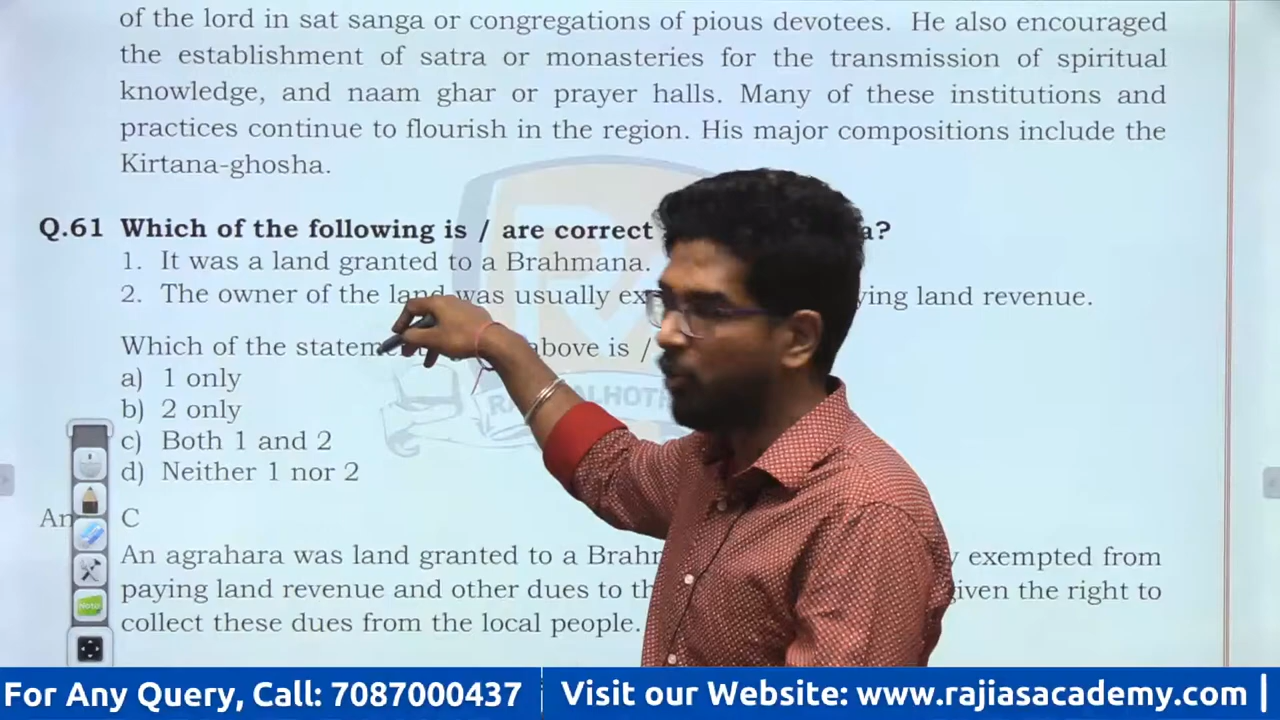 of the lord in sat sanga or congregations of pious devotees. He also encouraged
the establishment of satra or monasteries for the transmission of spiritual
knowledge, and naam ghar or prayer halls. Many of these institutions and
practices continue to flourish in the region. His major compositions include the
Kirtana-ghosha.
Q.61 Which of the following is / are correct a?
1. It was a land granted to a Brahmana.
2. The owner of the land was usually ex ying land revenue.
Which of the statem above is /
a) 1 only
b) 2 only
c) Both 1 and 2
d) Neither 1 nor 2
An C
An agrahara was land granted to a Brahm y exempted from
paying land revenue and other dues to th given the right to
collect these dues from the local people.
Note
For Any Query, Call: 7087000437 | Visit our Website: www.rajiasacademy.com |